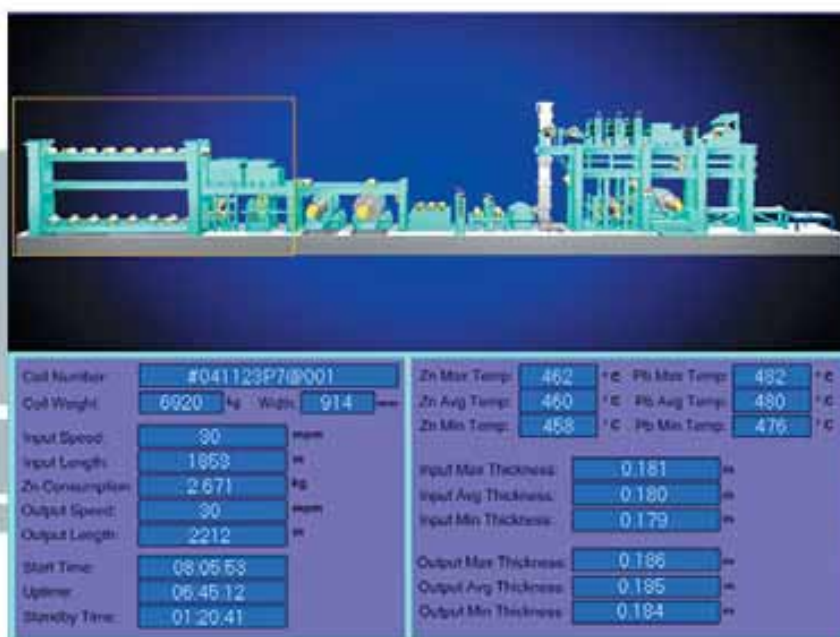 Coil Number: #041123P7@001
Coil Weight: 6920 kg Width: 914 mm
Input Speed: 30 mpm
Input Length: 1853 m
Zn Consumption: 2.671 kg
Output Speed: 30 mpm
Output Length: 2212 m
Start Time: 08:05:53
Uptime: 06:45:12
Standby Time: 01:20:41
Zn Max Temp: 462 °C Pb Max Temp: 482 °C
Zn Avg Temp: 460 °C Pb Avg Temp: 480 °C
Zn Min Temp: 458 °C Pb Min Temp: 476 °C
Input Max Thickness: 0.181 m
Input Avg Thickness: 0.180 m
Input Min Thickness: 0.179 m
Output Max Thickness: 0.186 m
Output Avg Thickness: 0.185 m
Output Min Thickness: 0.184 m